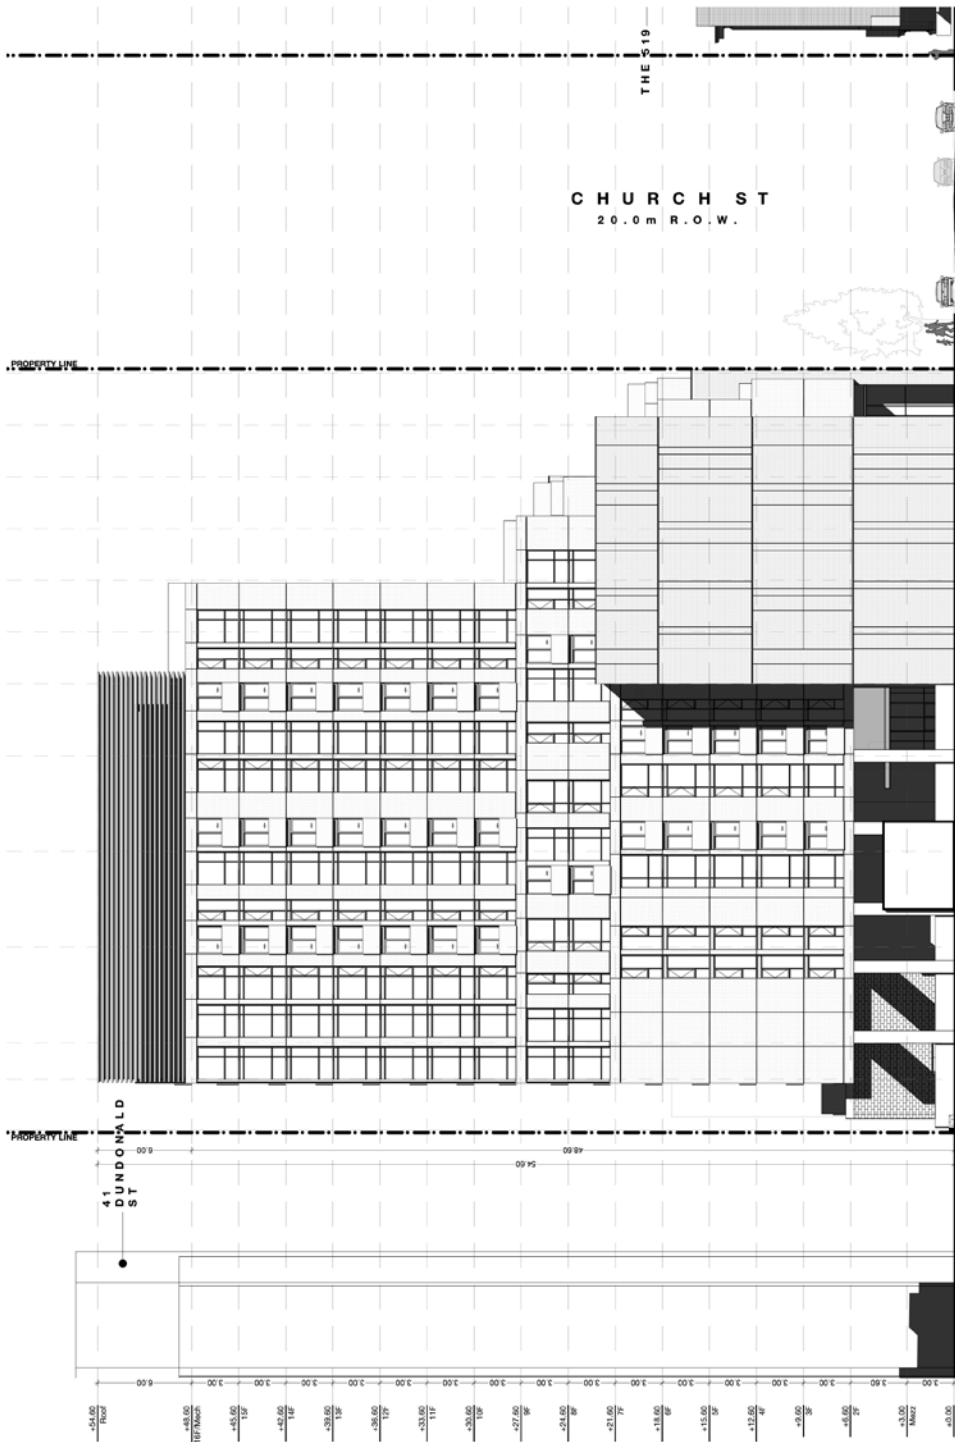 THE 519
CHURCH ST
20.0m R.O.W.
PROPERTY LINE
PROPERTY LINE
41
DUNDONALD
ST
6.00
48.60
54.60
6.00
3.00
3.00
3.00
3.00
3.00
3.00
3.00
3.00
3.00
3.00
3.00
3.00
3.00
3.00
3.60
3.00
+54.60
Roof
+48.60
16F/Mech
+45.60
15F
+42.60
14F
+39.60
13F
+36.60
12F
+33.60
11F
+30.60
10F
+27.60
9F
+24.60
8F
+21.60
7F
+18.60
6F
+15.60
5F
+12.60
4F
+9.60
3F
+6.60
2F
+3.00
Mezz
+0.00